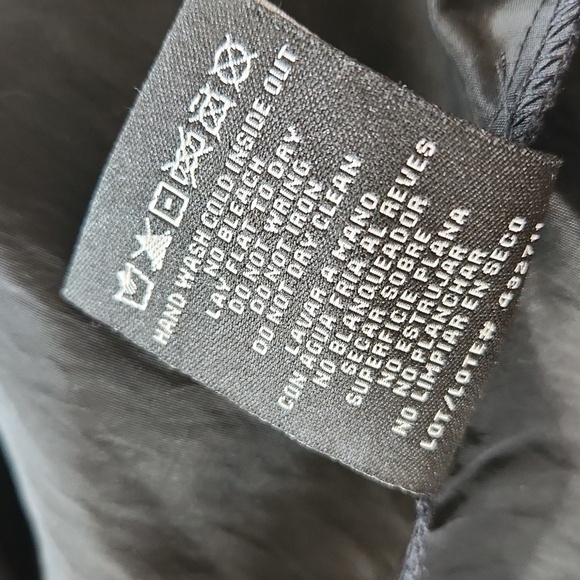 HAND WASH COLD INSIDE OUT
NO BLEACH
LAY FLAT TO DRY
DO NOT WRING
DO NOT IRON
DO NOT DRY CLEAN
LAVAR A MANO
CON AGUA FRIA AL REVES
NO BLANQUEADOR
SECAR SOBRE
SUPERFICE PLANA
NO ESTRUJAR
NO PLANCHAR
NO LIMPIAR EN SECO
LOT/LOTE#